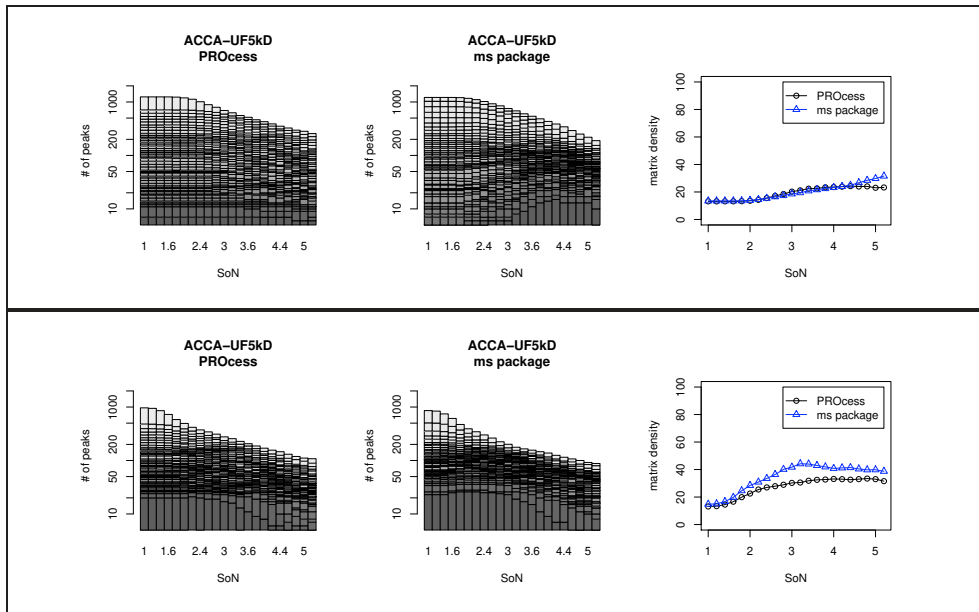 ACCA–UF5kD
PROcess
# of peaks
1000
200
50
10
1 1.6 2.4 3 3.6 4.4 5
SoN
ACCA–UF5kD
ms package
# of peaks
1000
200
50
10
1 1.6 2.4 3 3.6 4.4 5
SoN
matrix density
100
80
60
40
20
0
PROcess
ms package
1 2 3 4 5
SoN
ACCA–UF5kD
PROcess
# of peaks
1000
200
50
10
1 1.6 2.4 3 3.6 4.4 5
SoN
ACCA–UF5kD
ms package
# of peaks
1000
200
50
10
1 1.6 2.4 3 3.6 4.4 5
SoN
matrix density
100
80
60
40
20
0
PROcess
ms package
1 2 3 4 5
SoN